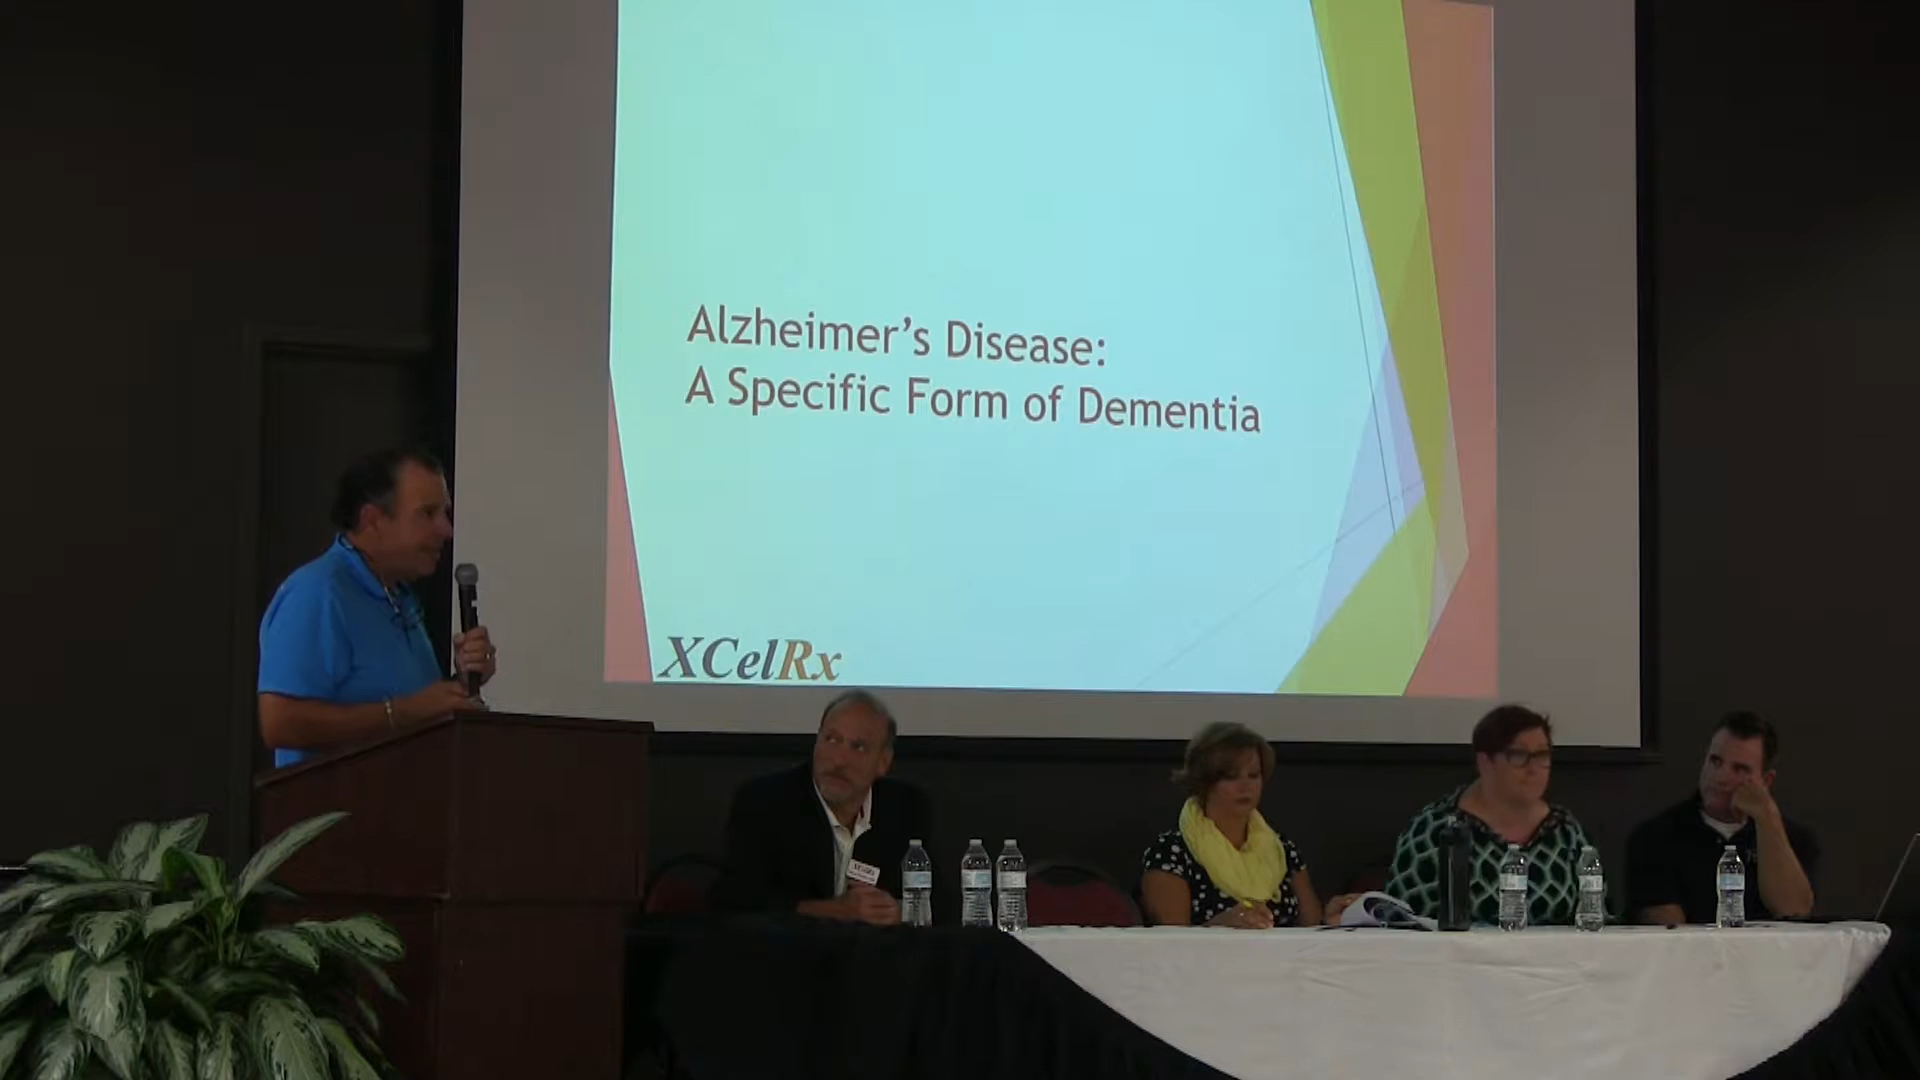 Alzheimer’s Disease:
A Specific Form of Dementia
XCelRx